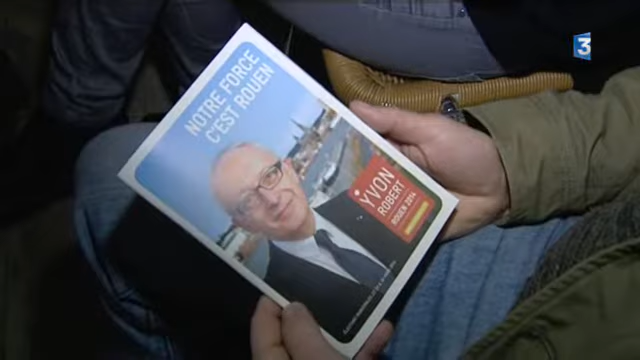 3
NOTRE FORCE
C'EST ROUEN
YVON
ROBERT
ROUEN 2014